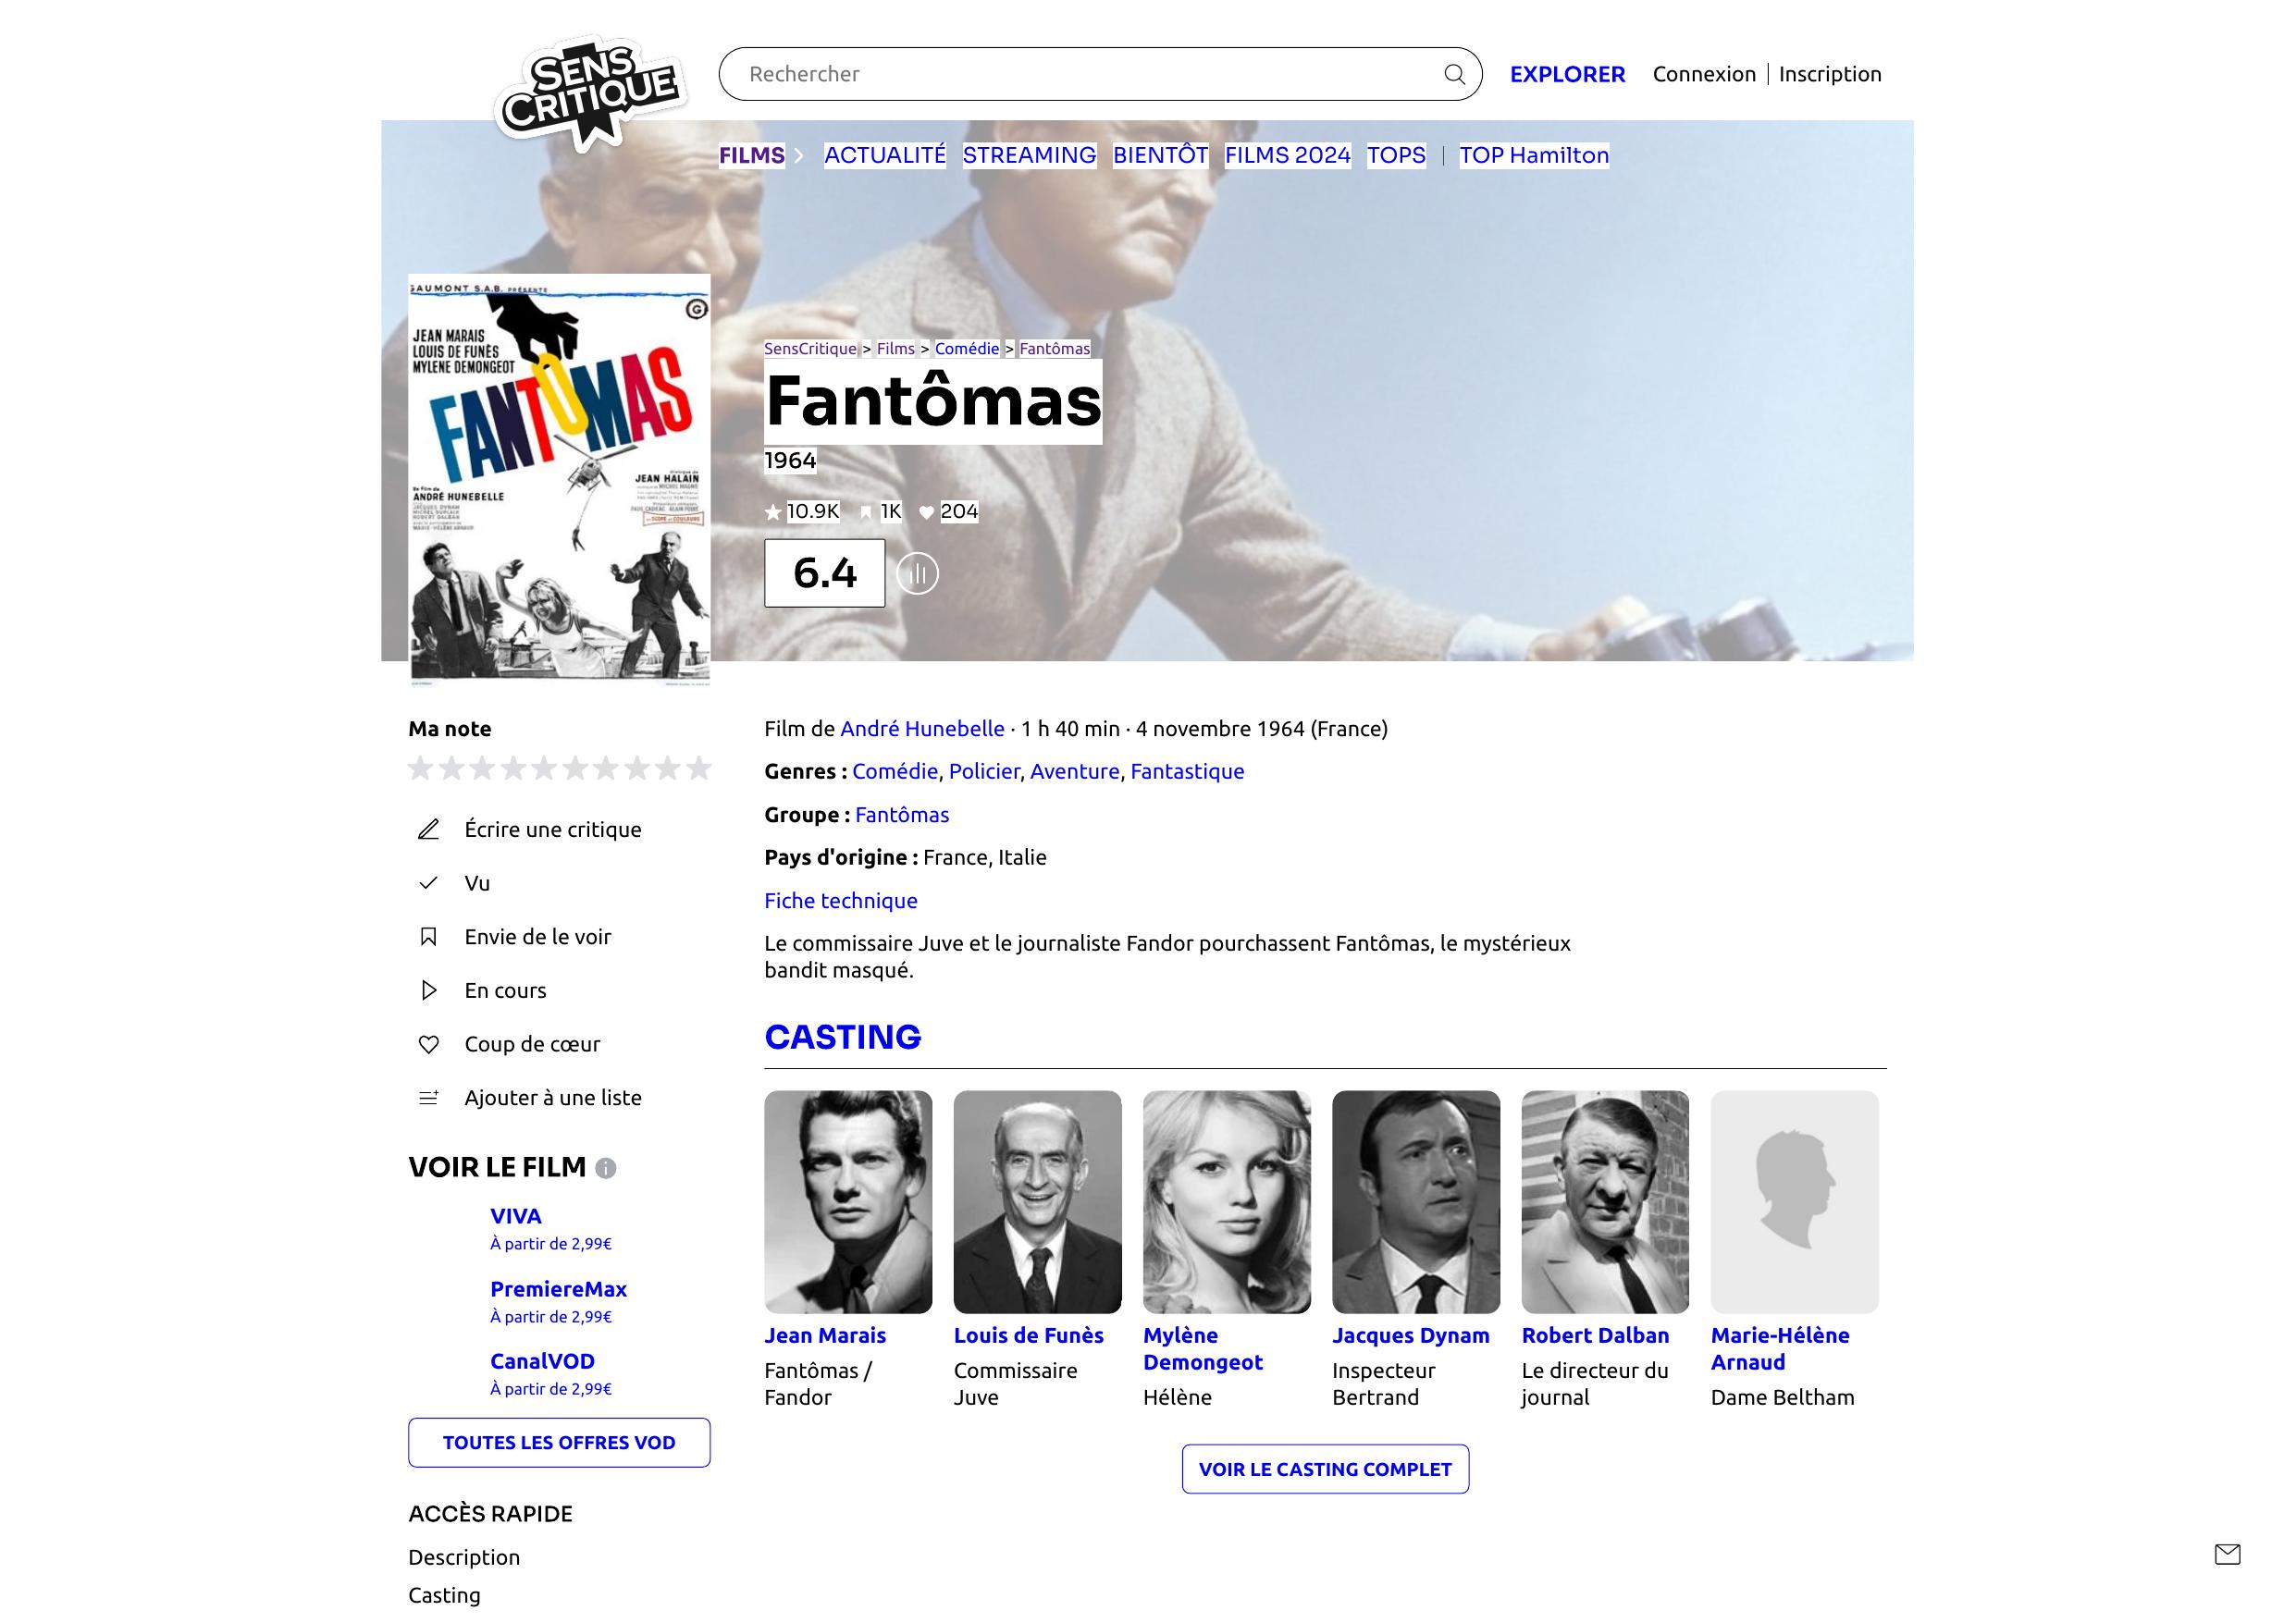 SENS
CRITIQUE
Rechercher
EXPLORER
Connexion
Inscription
FILMS
ACTUALITÉ
STREAMING
BIENTÔT
FILMS 2024
TOPS
TOP Hamilton
GAUMONT S.A.B. PRÉSENTE
G
JEAN MARAIS
LOUIS DE FUNÈS
MYLENE DEMONGEOT
FANTOMAS
JEAN HALAIN
ANDRÉ HUNEBELLE
SensCritique > Films > Comédie > Fantômas
Fantômas
1964
10.9K
1K
204
6.4
Ma note
Écrire une critique
Vu
Envie de le voir
En cours
Coup de cœur
Ajouter à une liste
VOIR LE FILM
VIVA
À partir de 2,99€
PremiereMax
À partir de 2,99€
CanalVOD
À partir de 2,99€
TOUTES LES OFFRES VOD
ACCÈS RAPIDE
Description
Casting
Film de André Hunebelle · 1 h 40 min · 4 novembre 1964 (France)
Genres : Comédie, Policier, Aventure, Fantastique
Groupe : Fantômas
Pays d'origine : France, Italie
Fiche technique
Le commissaire Juve et le journaliste Fandor pourchassent Fantômas, le mystérieux
bandit masqué.
CASTING
Jean Marais
Fantômas /
Fandor
Louis de Funès
Commissaire
Juve
Mylène
Demongeot
Hélène
Jacques Dynam
Inspecteur
Bertrand
Robert Dalban
Le directeur du
journal
Marie-Hélène
Arnaud
Dame Beltham
VOIR LE CASTING COMPLET